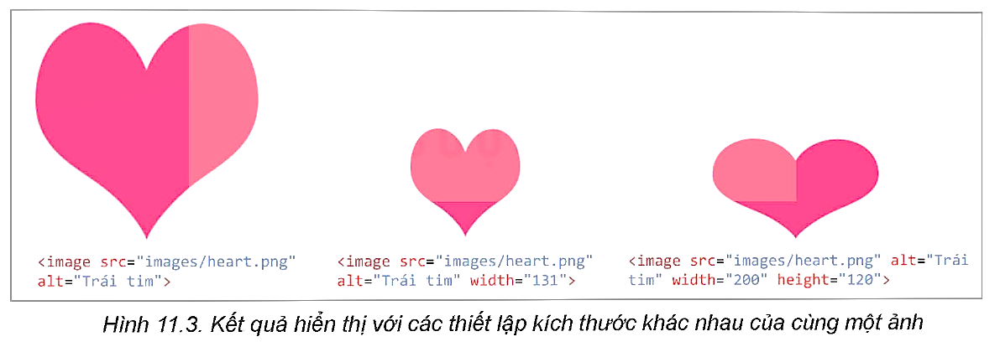 <image src="images/heart.png"
alt="Trái tim">
<image src="images/heart.png"
alt="Trái tim" width="131">
<image src="images/heart.png" alt="Trái
tim" width="200" height="120">
Hình 11.3. Kết quả hiển thị với các thiết lập kích thước khác nhau của cùng một ảnh